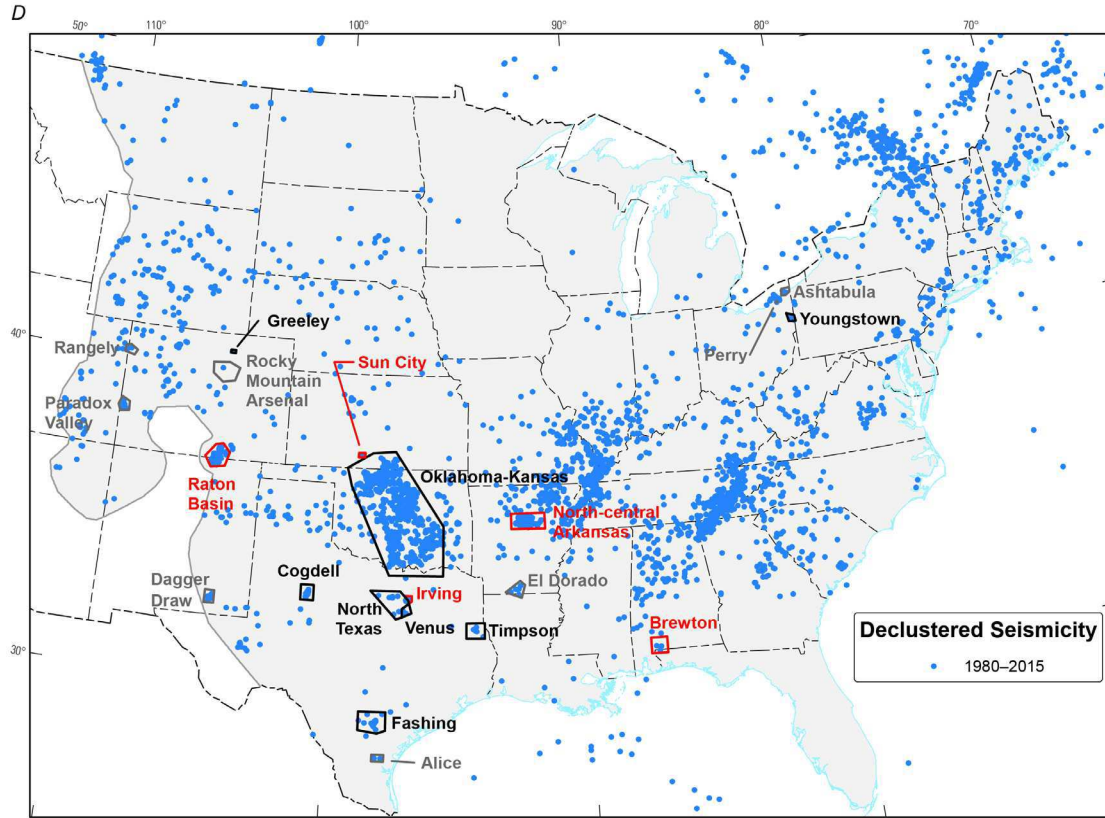 D
50° 110° 100° 90° 80° 70°
Ashtabula
Youngstown
Greeley
40°
Rangely
Perry
Rocky
Mountain
Arsenal
Sun City
Paradox
Valley
Oklahoma-Kansas
Raton
Basin
North-central
Arkansas
Cogdell
Dagger
Draw
El Dorado
Irving
North
Texas
Venus
Timpson
Brewton
Declustered Seismicity
1980–2015
30°
Fashing
Alice